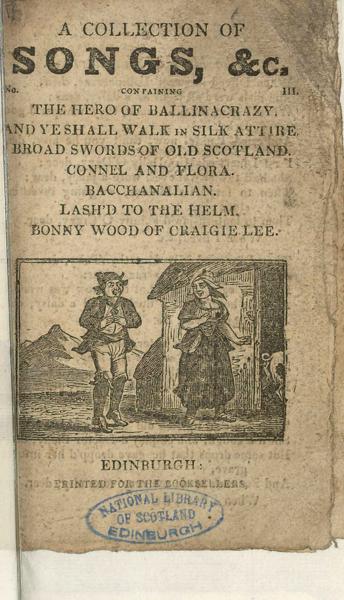 A COLLECTION OF
SONGS, &c.
No. CONTAINING III.
THE HERO OF BALLINACRAZY.
AND YE SHALL WALK IN SILK ATTIRE.
BROAD SWORDS OF OLD SCOTLAND.
CONNEL AND FLORA.
BACCHANALIAN.
LASH'D TO THE HELM.
BONNY WOOD OF CRAIGIE LEE.
EDINBURGH:
PRINTED FOR THE BOOKSELLERS.
NATIONAL LIBRARY
OF SCOTLAND
EDINBURGH